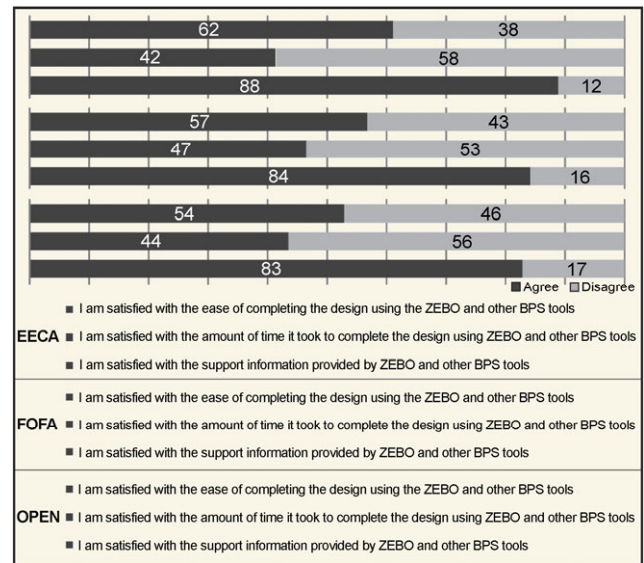 62 38
42 58
88 12
57 43
47 53
84 16
54 46
44 56
83 17
Agree Disagree
I am satisfied with the ease of completing the design using the ZEBO and other BPS tools
EECA I am satisfied with the amount of time it took to complete the design using ZEBO and other BPS tools
I am satisfied with the support information provided by ZEBO and other BPS tools
I am satisfied with the ease of completing the design using the ZEBO and other BPS tools
FOFA I am satisfied with the amount of time it took to complete the design using ZEBO and other BPS tools
I am satisfied with the support information provided by ZEBO and other BPS tools
I am satisfied with the ease of completing the design using the ZEBO and other BPS tools
OPEN I am satisfied with the amount of time it took to complete the design using ZEBO and other BPS tools
I am satisfied with the support information provided by ZEBO and other BPS tools